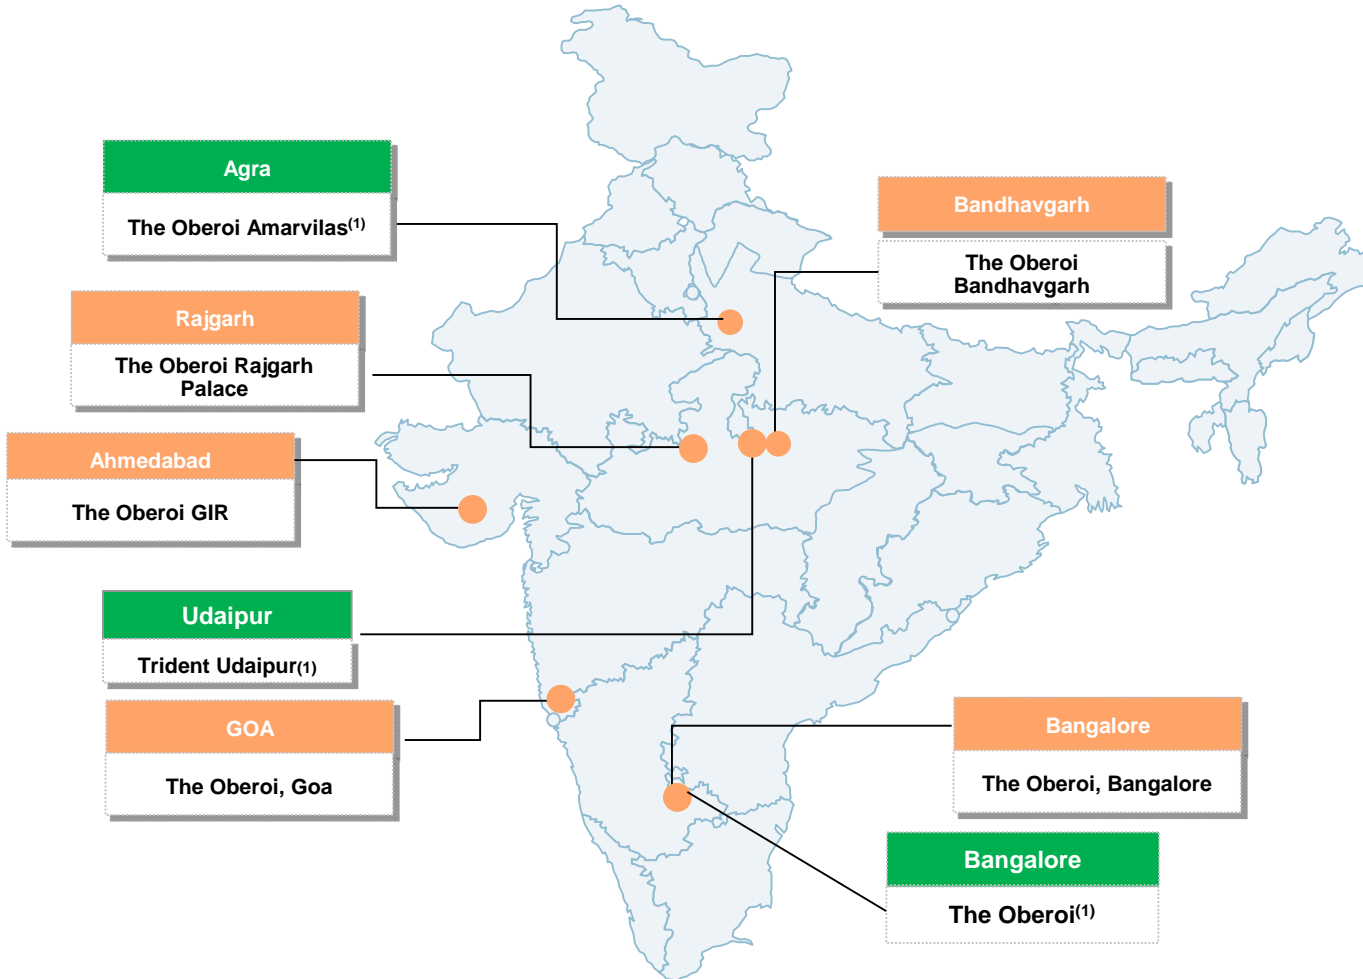 Agra
The Oberoi Amarvilas(1)
Bandhavgarh
The Oberoi
Bandhavgarh
Rajgarh
The Oberoi Rajgarh
Palace
Ahmedabad
The Oberoi GIR
Udaipur
Trident Udaipur(1)
GOA
The Oberoi, Goa
Bangalore
The Oberoi, Bangalore
Bangalore
The Oberoi(1)